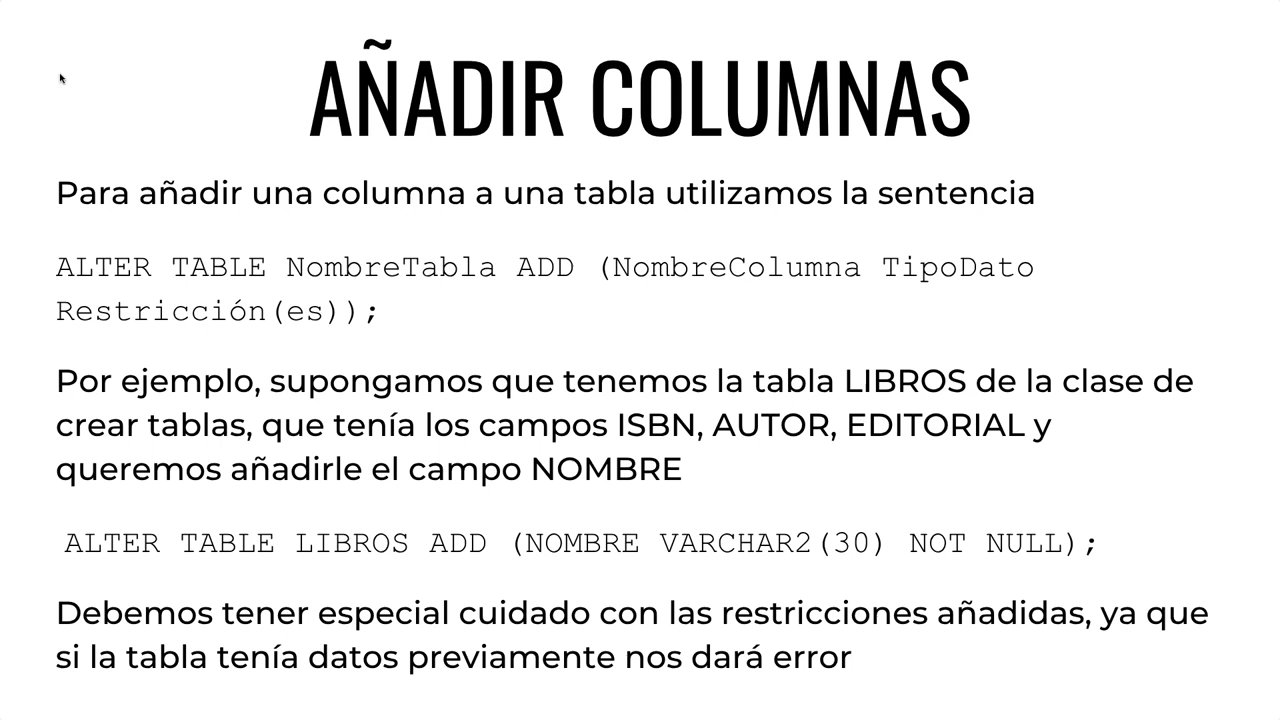 AÑADIR COLUMNAS
Para añadir una columna a una tabla utilizamos la sentencia
ALTER TABLE NombreTabla ADD (NombreColumna TipoDato
Restricción(es));
Por ejemplo, supongamos que tenemos la tabla LIBROS de la clase de
crear tablas, que tenía los campos ISBN, AUTOR, EDITORIAL y
queremos añadirle el campo NOMBRE
ALTER TABLE LIBROS ADD (NOMBRE VARCHAR2(30) NOT NULL);
Debemos tener especial cuidado con las restricciones añadidas, ya que
si la tabla tenía datos previamente nos dará error